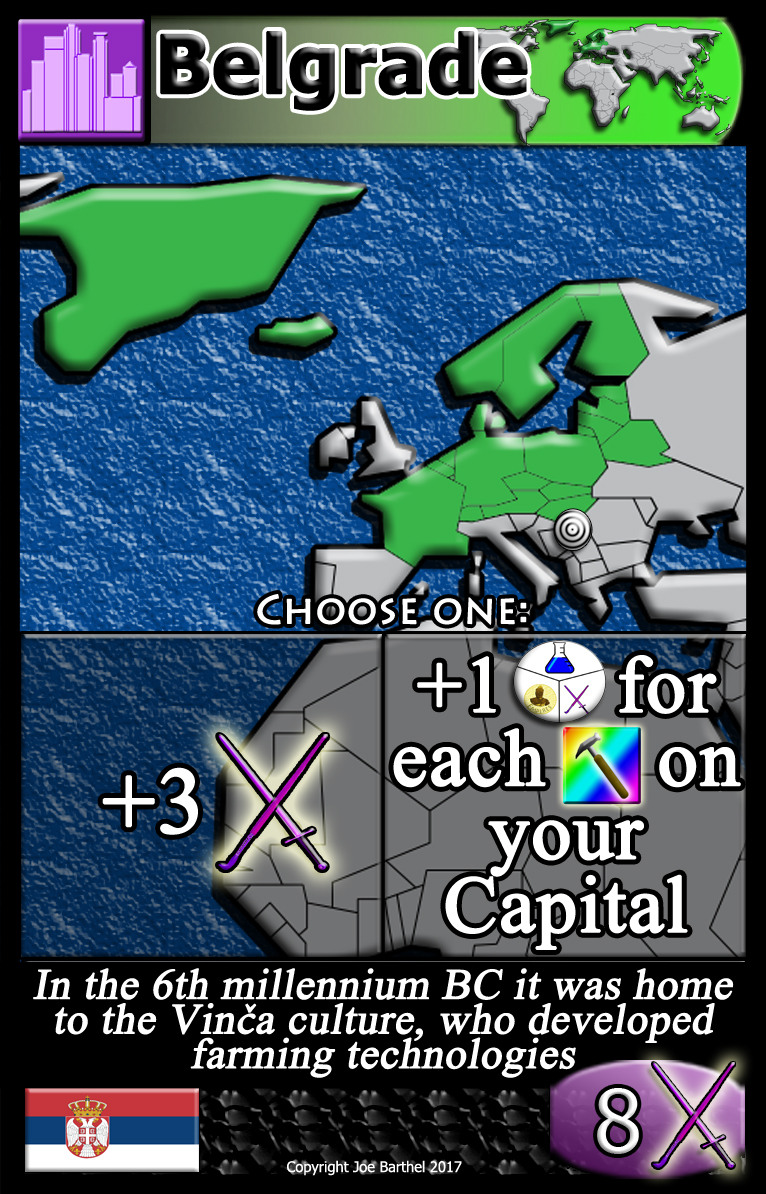 Belgrade
CHOOSE ONE:
+3
+1 for
each on
your
Capital
In the 6th millennium BC it was home
to the Vinča culture, who developed
farming technologies
8
Copyright Joe Barthel 2017